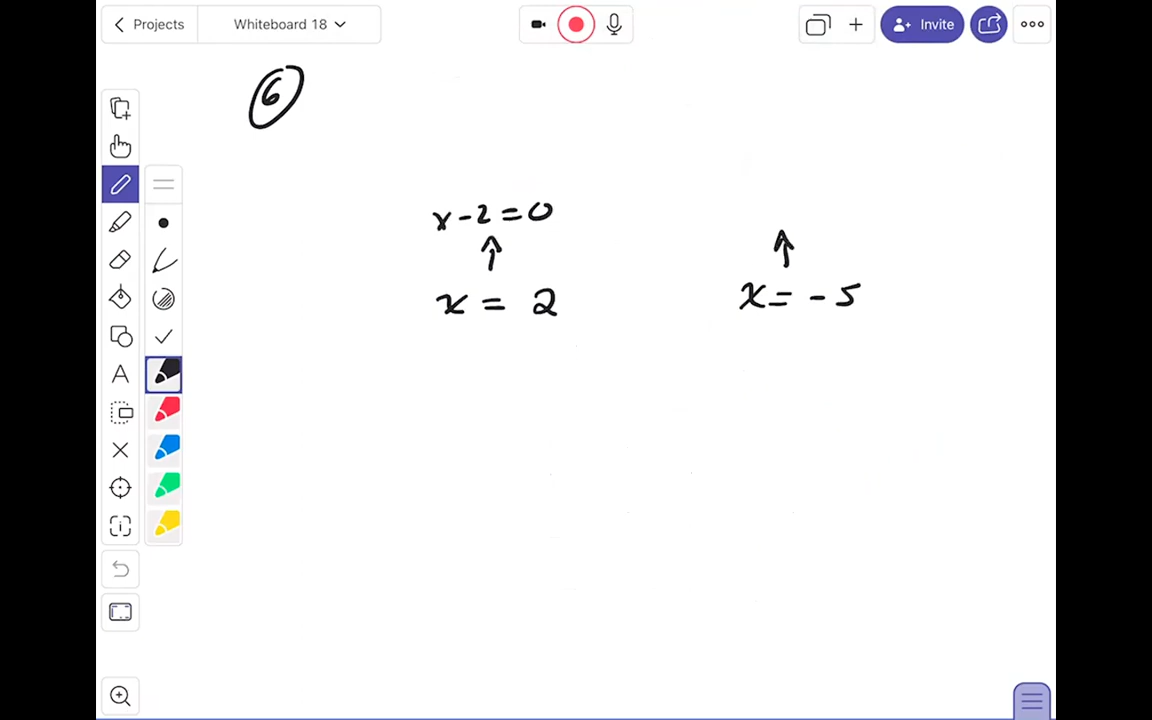 Projects
Whiteboard 18
Invite
6
x-2=0
↑ ↑
x = 2
x = -5
A